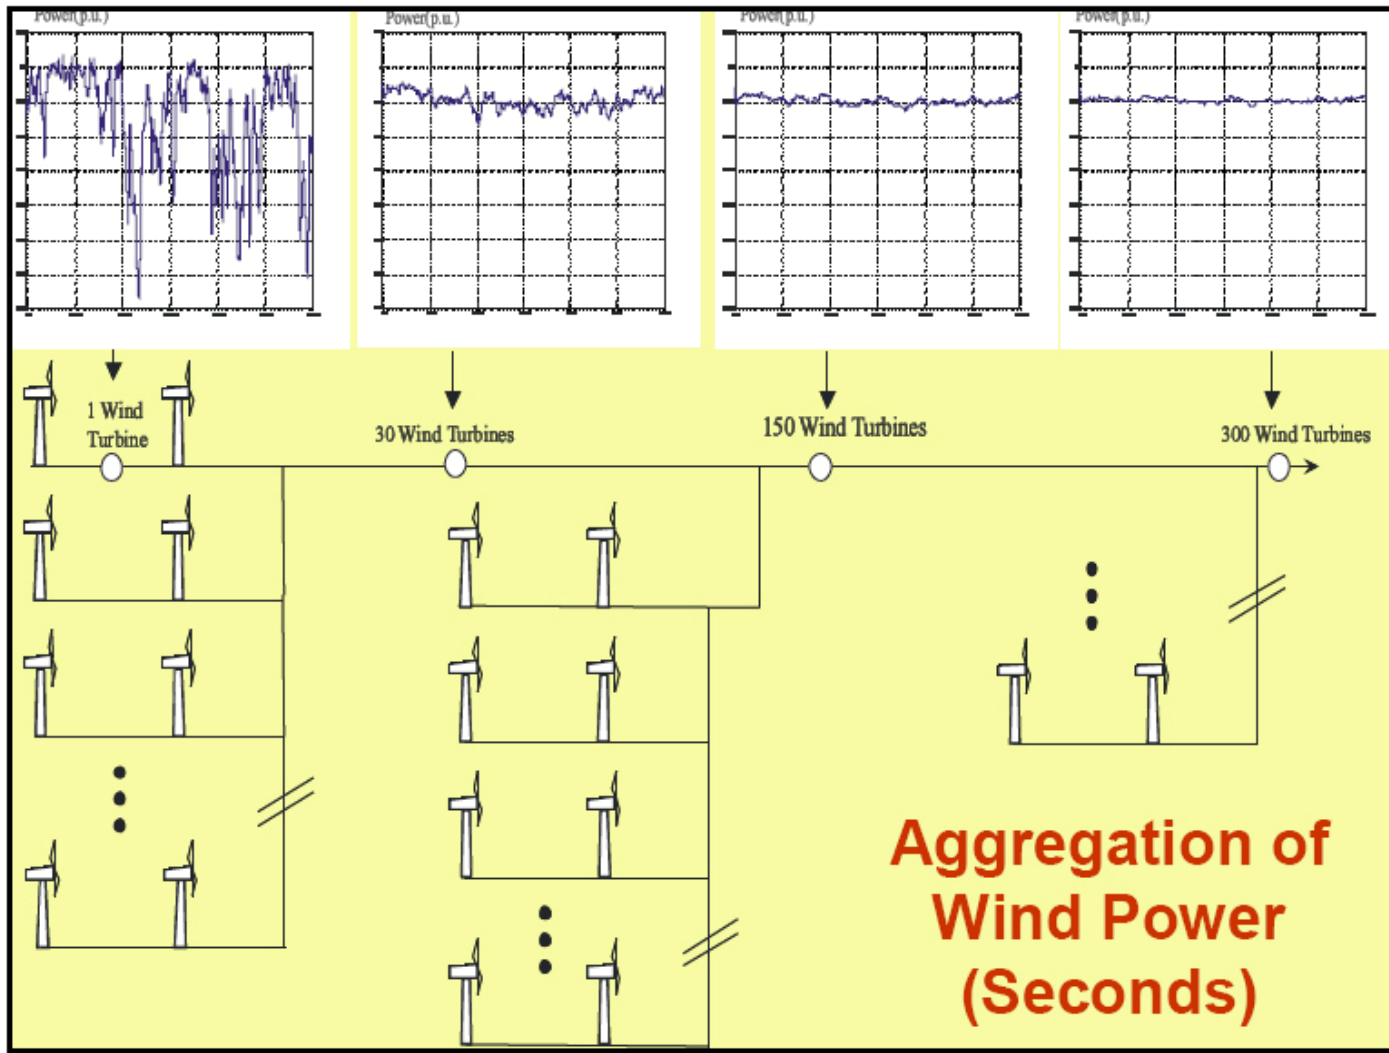 Power(p.u.)
Power(p.u.)
Power(p.u.)
Power(p.u.)
1 Wind
Turbine
30 Wind Turbines
150 Wind Turbines
300 Wind Turbines
Aggregation of
Wind Power
(Seconds)